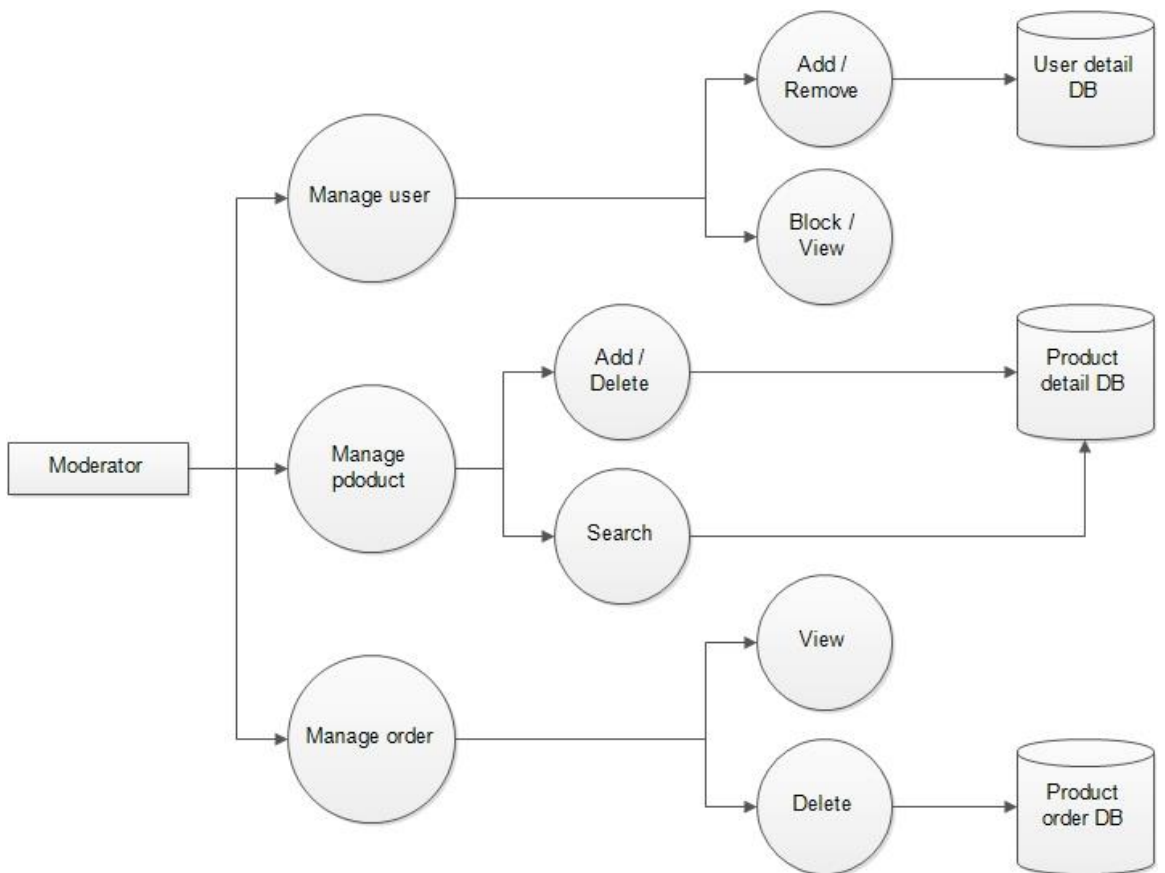 Add /
Remove
User detail
DB
Manage user
Block /
View
Add /
Delete
Product
detail DB
Moderator
Manage
pdoduct
Search
View
Manage order
Delete
Product
order DB